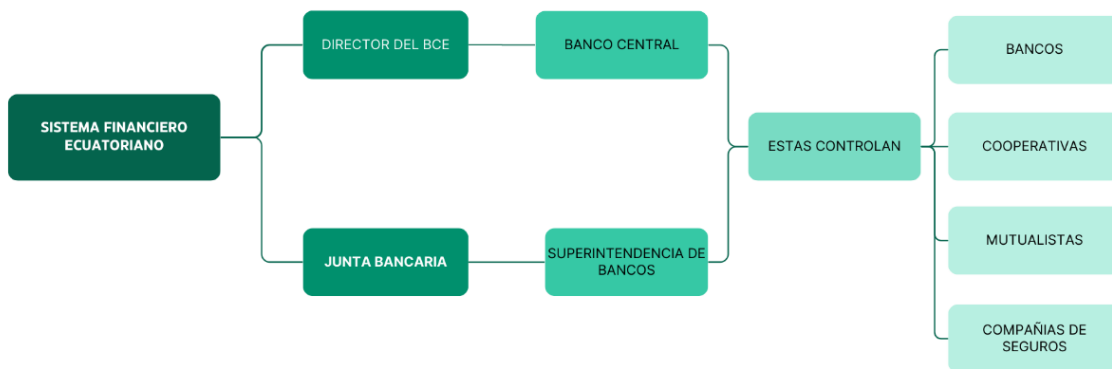 SISTEMA FINANCIERO
ECUATORIANO
DIRECTOR DEL BCE
BANCO CENTRAL
JUNTA BANCARIA
SUPERINTENDENCIA DE
BANCOS
ESTAS CONTROLAN
BANCOS
COOPERATIVAS
MUTUALISTAS
COMPAÑIAS DE
SEGUROS